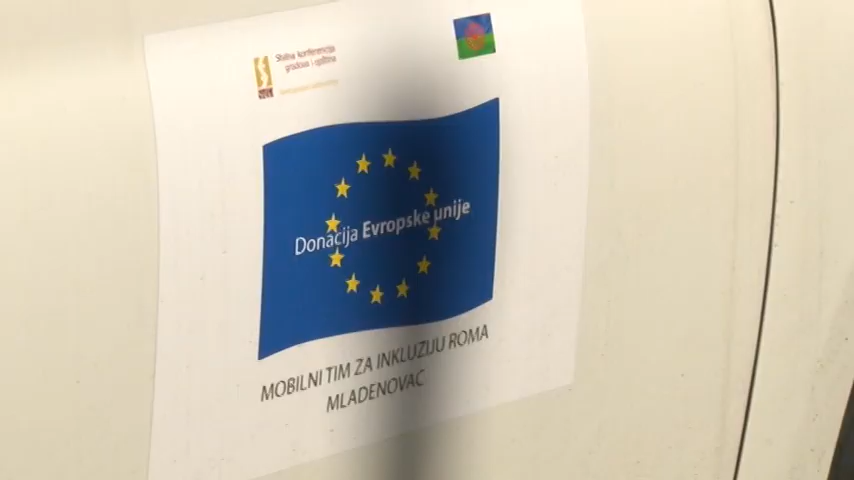 Stalna konferencija
gradova i opština
Donacija Evropske unije
MOBILNI TIM ZA INKLUZIJU ROMA
MLADENOVAC